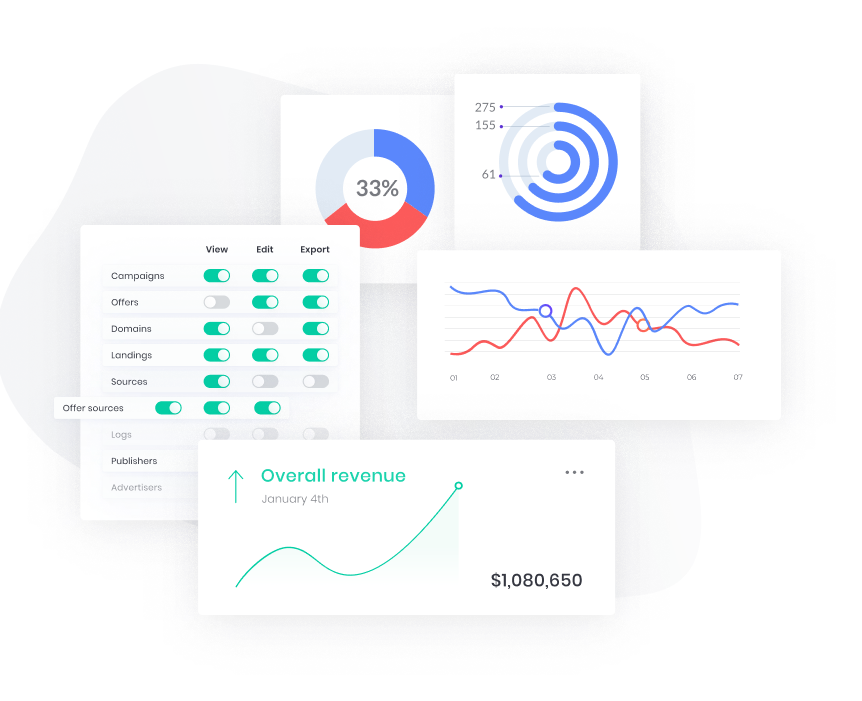 275
155
61
33%
View Edit Export
Campaigns
Offers
Domains
Landings
Sources
Offer sources
Logs
Publishers
Advertisers
01 02 03 04 05 06 07
Overall revenue
January 4th
$1,080,650